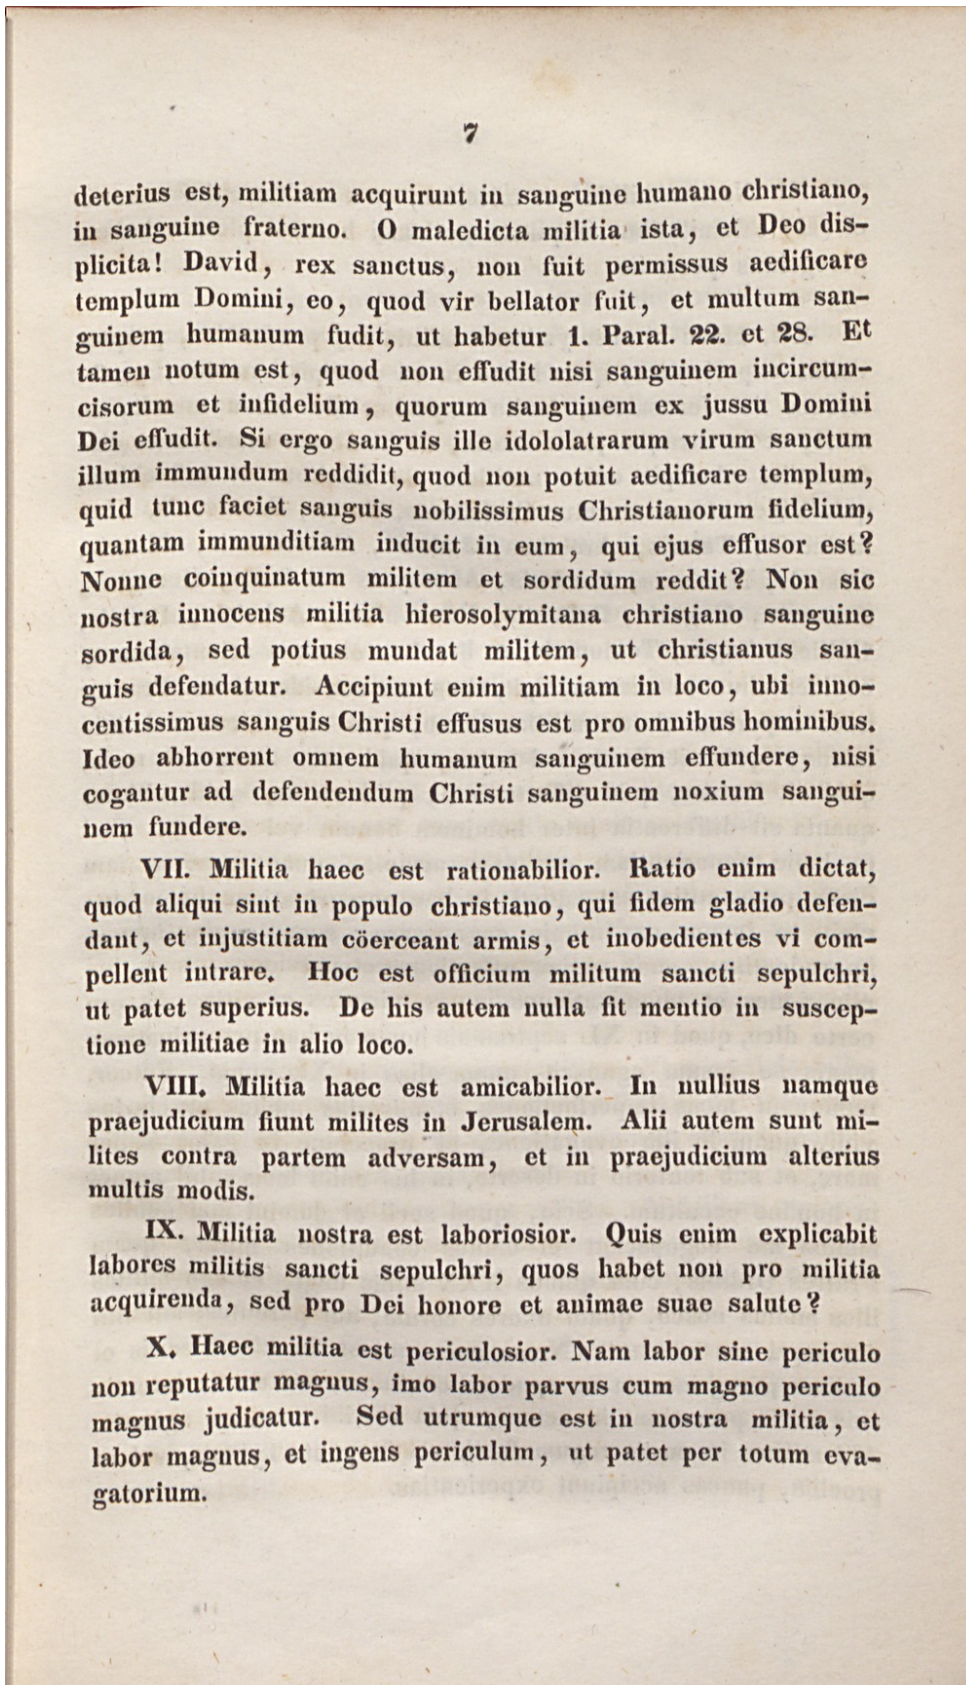 7
deterius est, militiam acquirunt in sanguine humano christiano,
in sanguine fraterno. O maledicta militia ista, et Deo dis-
plicita! David, rex sanctus, non fuit permissus aedificare
templum Domini, eo, quod vir bellator fuit, et multum san-
guinem humanum fudit, ut habetur 1. Paral. 22. et 28. Et
tamen notum est, quod non effudit nisi sanguinem incircum-
cisorum et infidelium, quorum sanguinem ex jussu Domini
Dei effudit. Si ergo sanguis ille idololatrarum virum sanctum
illum immundum reddidit, quod non potuit aedificare templum,
quid tunc faciet sanguis nobilissimus Christianorum fidelium,
quantam immunditiam inducit in eum, qui ejus effusor est?
Nonne coinquinatum militem et sordidum reddit? Non sic
nostra innocens militia hierosolymitana christiano sanguine
sordida, sed potius mundat militem, ut christianus san-
guis defendatur. Accipiunt enim militiam in loco, ubi inno-
centissimus sanguis Christi effusus est pro omnibus hominibus.
Ideo abhorrent omnem humanum sanguinem effundere, nisi
cogantur ad defendendum Christi sanguinem noxium sangui-
nem fundere.
VII. Militia haec est rationabilior. Ratio enim dictat,
quod aliqui sint in populo christiano, qui fidem gladio defen-
dant, et injustitiam cöerceant armis, et inobedientes vi com-
pellent intrare. Hoc est officium militum sancti sepulchri,
ut patet superius. De his autem nulla fit mentio in suscep-
tione militiae in alio loco.
VIII. Militia haec est amicabilior. In nullius namque
praejudicium fiunt milites in Jerusalem. Alii autem sunt mi-
lites contra partem adversam, et in praejudicium alterius
multis modis.
IX. Militia nostra est laboriosior. Quis enim explicabit
labores militis sancti sepulchri, quos habet non pro militia
acquirenda, sed pro Dei honore et animae suae salute?
X. Haec militia est periculosior. Nam labor sine periculo
non reputatur magnus, imo labor parvus cum magno periculo
magnus judicatur. Sed utrumque est in nostra militia, et
labor magnus, et ingens periculum, ut patet per totum eva-
gatorium.